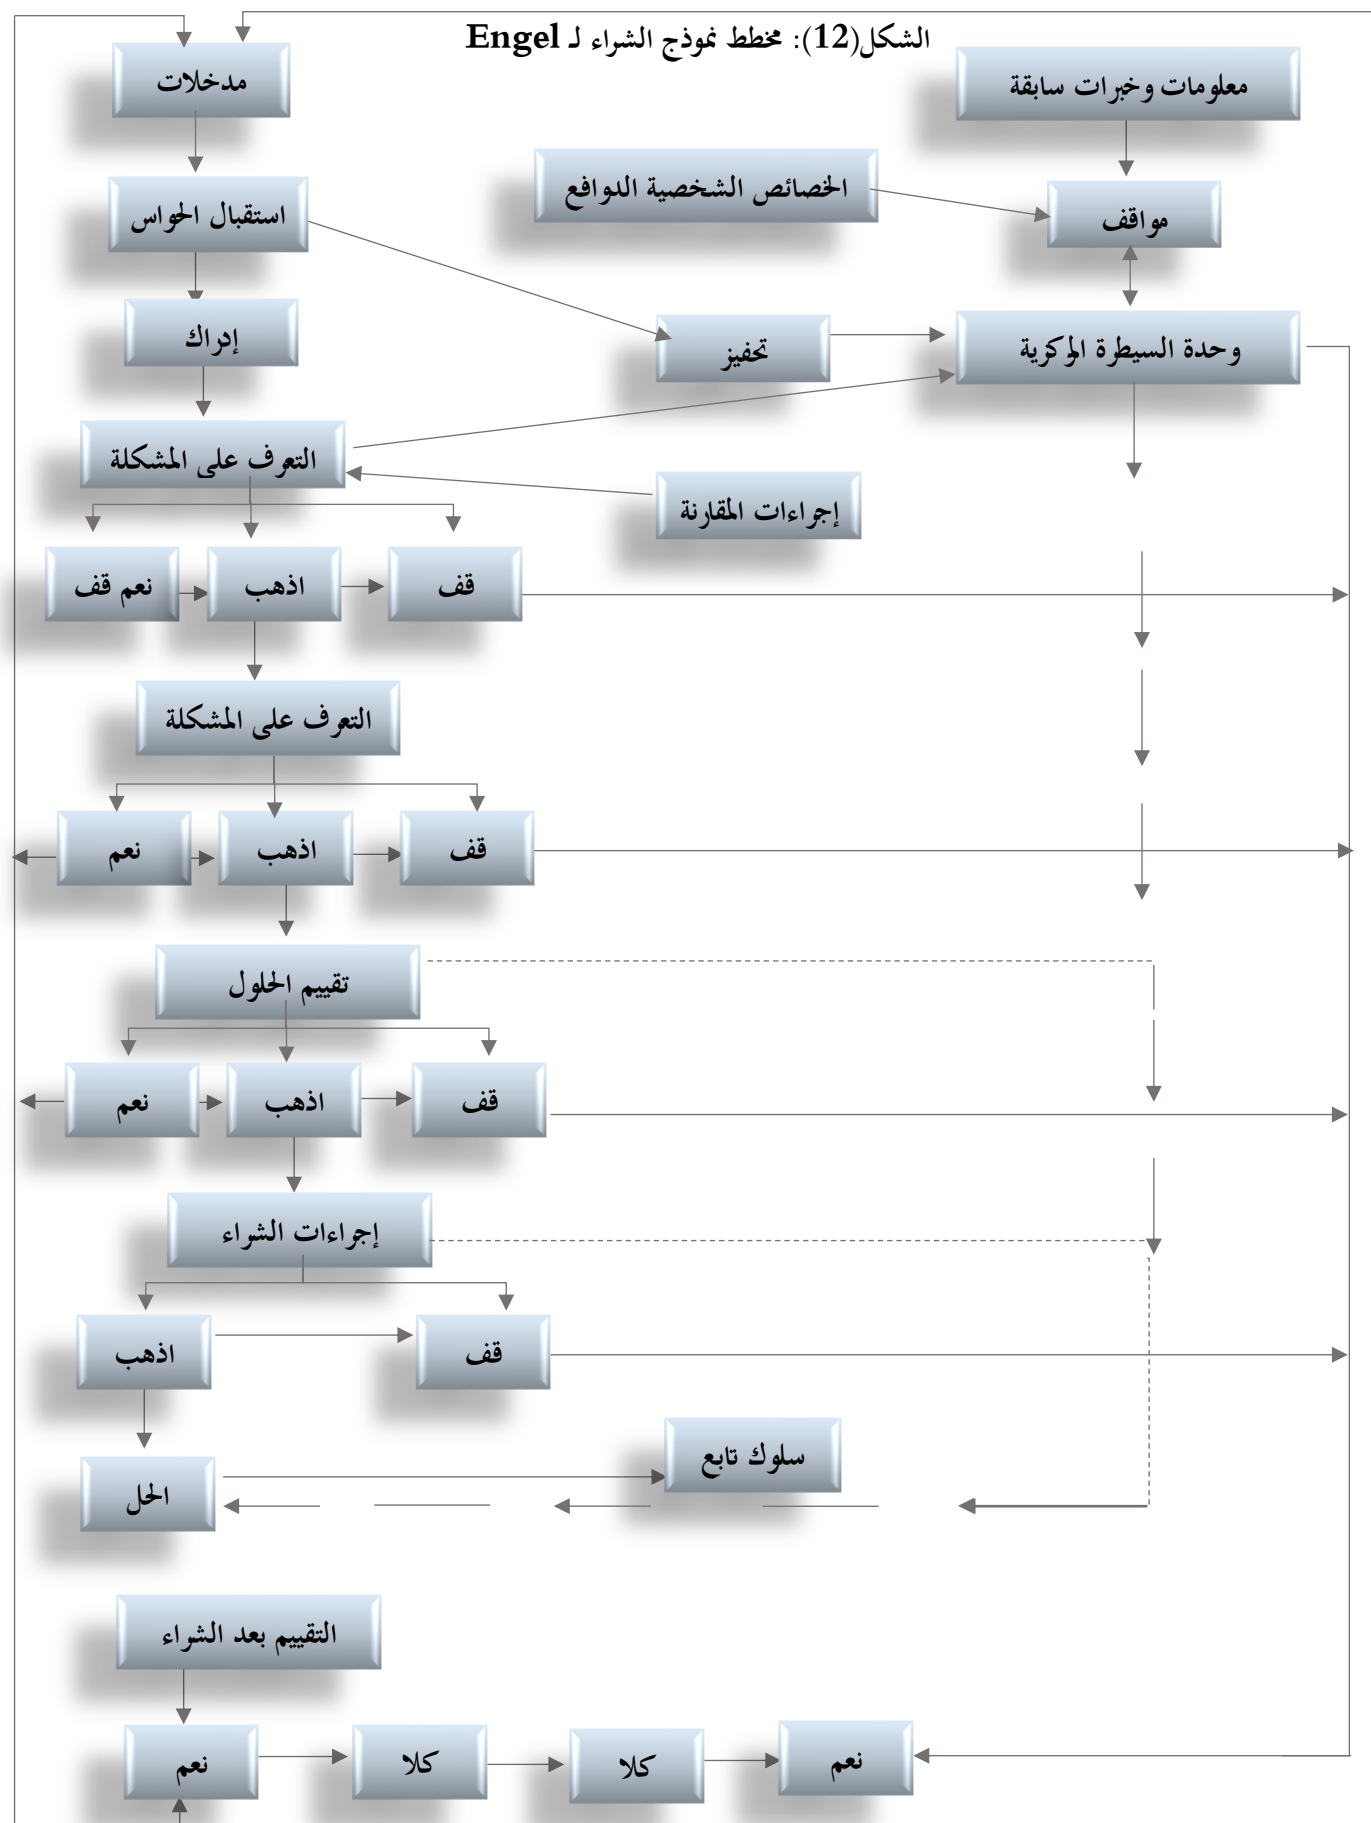 الشكل(12): مخطط نموذج الشراء لـ Engel
معلومات وخبرات سابقة
مدخلات
الخصائص الشخصية الدوافع
مواقف
استقبال الحواس
إدراك
تحفيز
وحدة السيطرة المركزية
التعرف على المشكلة
إجراءات المقارنة
قف
اذهب
نعم قف
التعرف على المشكلة
قف
اذهب
نعم
تقييم الحلول
قف
اذهب
نعم
إجراءات الشراء
قف
اذهب
سلوك تابع
الحل
التقييم بعد الشراء
نعم
كلا
كلا
نعم